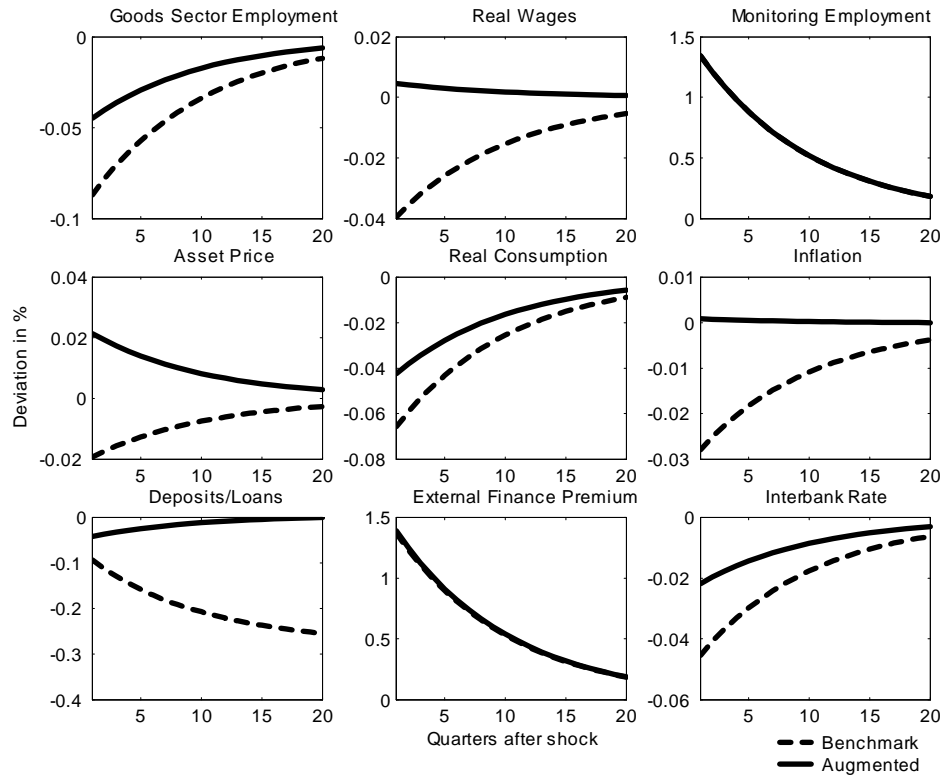 Goods Sector Employment
Real Wages
Monitoring Employment
0
-0.05
-0.1
5 10 15 20
0.02
0
-0.02
-0.04
5 10 15 20
1.5
1
0.5
0
5 10 15 20
Asset Price
Real Consumption
Inflation
Deviation in %
0.04
0.02
0
-0.02
5 10 15 20
0
-0.02
-0.04
-0.06
-0.08
5 10 15 20
0.01
0
-0.01
-0.02
-0.03
5 10 15 20
Deposits/Loans
External Finance Premium
Interbank Rate
0
-0.1
-0.2
-0.3
-0.4
5 10 15 20
1.5
1
0.5
0
5 10 15 20
0
-0.02
-0.04
-0.06
5 10 15 20
Quarters after shock
Benchmark
Augmented